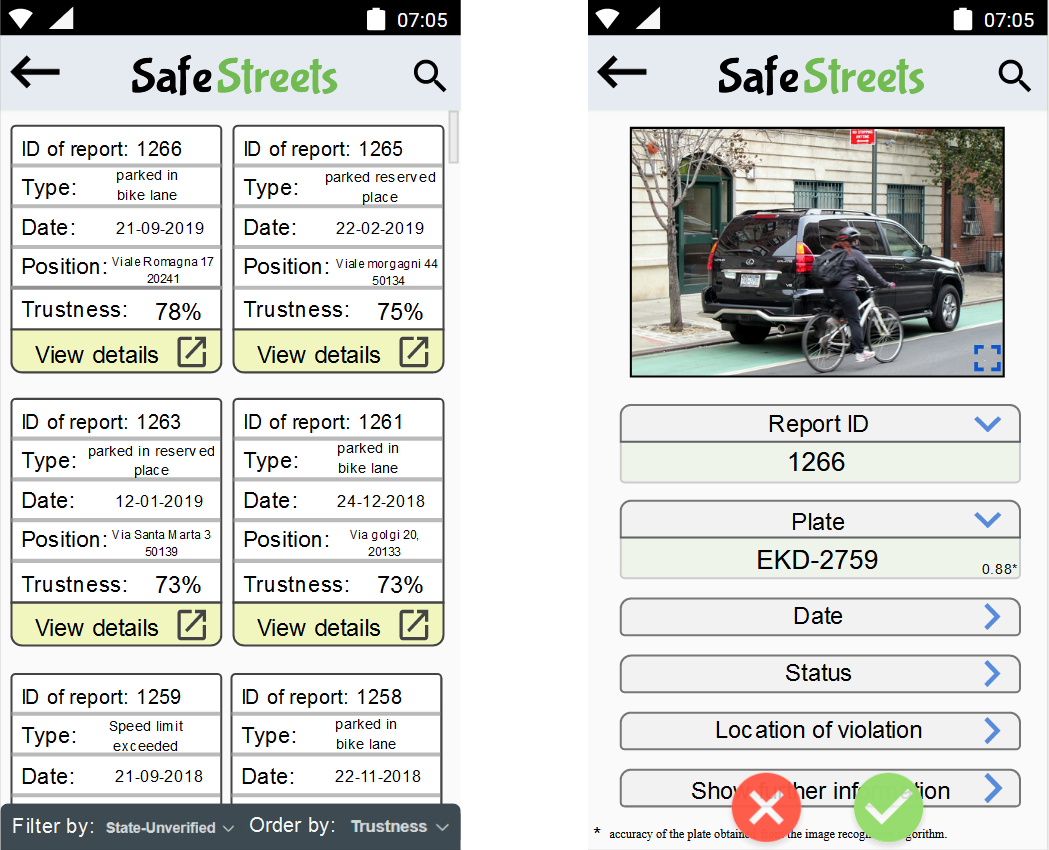 07:05
SafeStreets
ID of report: 1266
Type: parked in
bike lane
Date: 21-09-2019
Position: Viale Romagna 17
20241
Trustness: 78%
View details
ID of report: 1265
Type: parked reserved
place
Date: 22-02-2019
Position: Viale morgagni 44
50134
Trustness: 75%
View details
ID of report: 1263
Type: parked in reserved
place
Date: 12-01-2019
Position: Via Santa Marta 3
50139
Trustness: 73%
View details
ID of report: 1261
Type: parked in
bike lane
Date: 24-12-2018
Position: Via golgi 20,
20133
Trustness: 73%
View details
ID of report: 1259
Type: Speed limit
exceeded
Date: 21-09-2018
ID of report: 1258
Type: parked in
bike lane
Date: 22-11-2018
Filter by: State-Unverified Order by: Trustness
07:05
SafeStreets
NO STOPPING
ANYTIME
Report ID
1266
Plate
EKD-2759
0.88*
Date
Status
Location of violation
Show further information
* accuracy of the plate obtained from the image recognition algorithm.